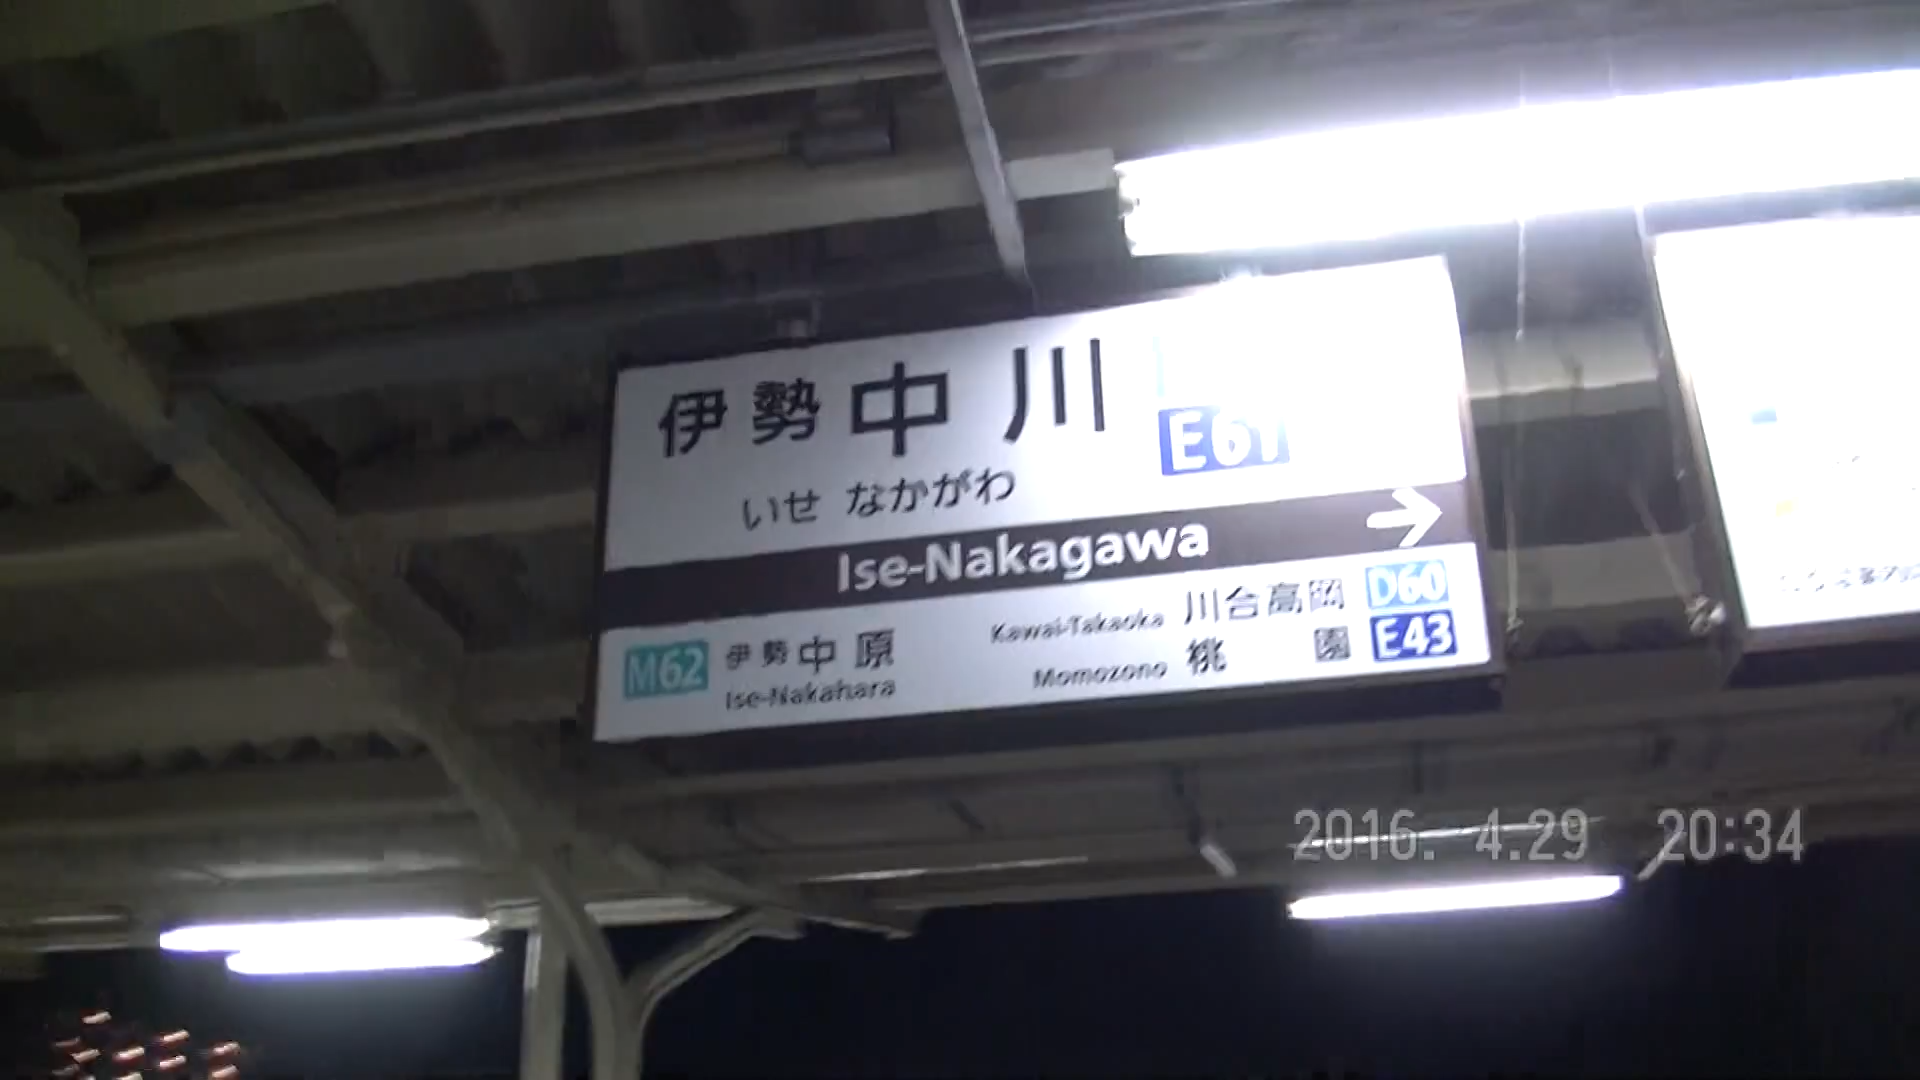 伊勢中川
E61
いせ なかがわ
Ise-Nakagawa →
M62 伊勢中原
Ise-Nakahara
Kawai-Takaoka 川合高岡 D60
Momozono 桃園 E43
2016. 4.29 20:34